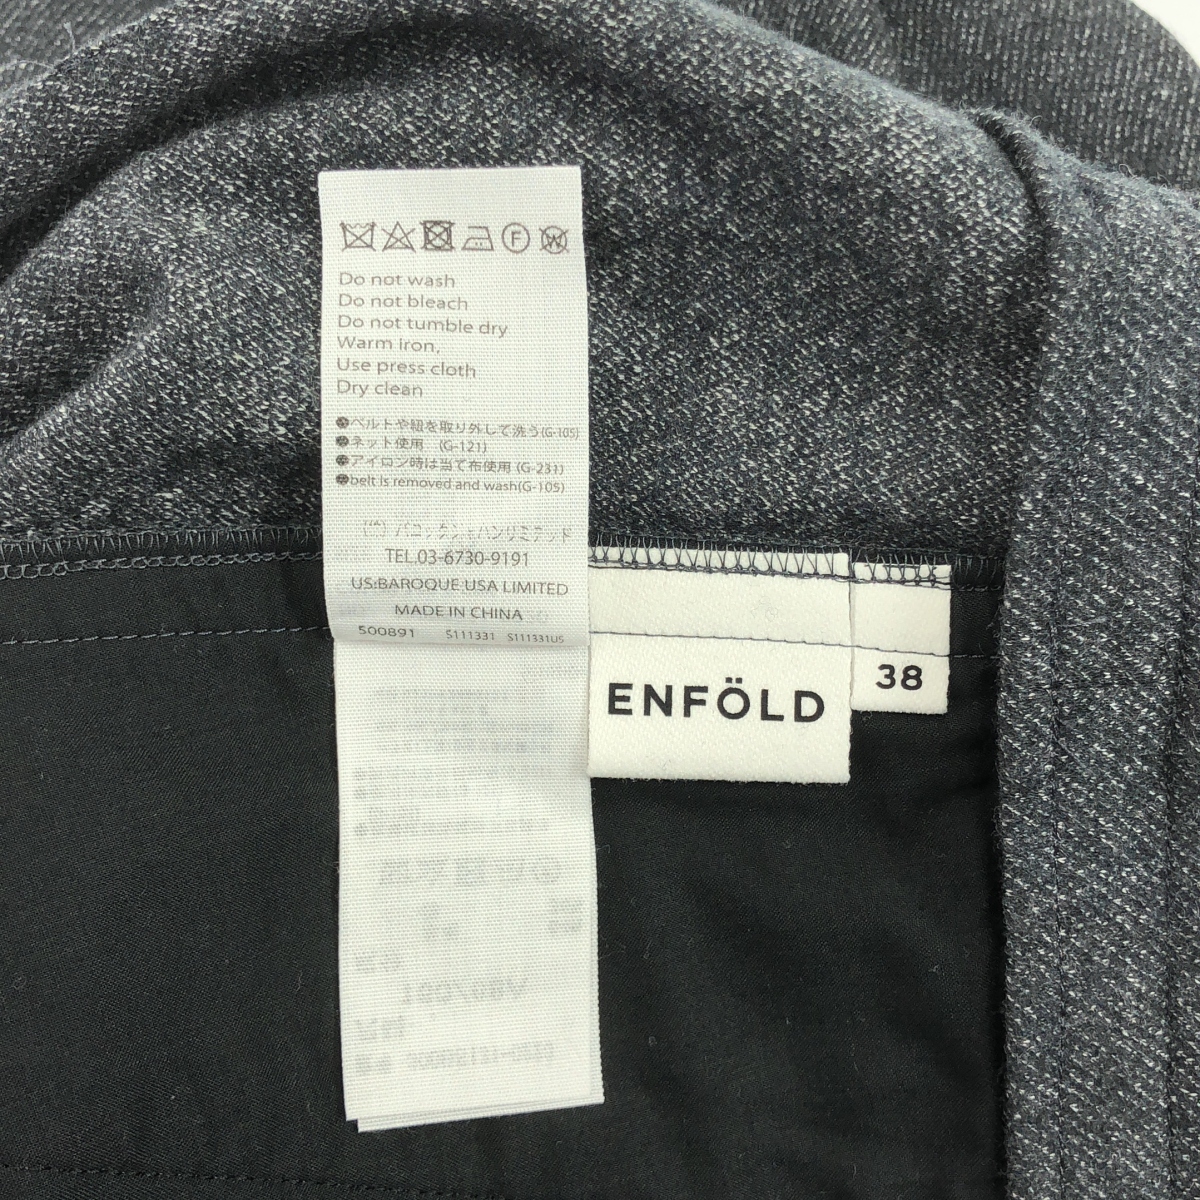 F W
Do not wash
Do not bleach
Do not tumble dry
Warm iron,
Use press cloth
Dry clean
●ベルトや紐を取り外して洗う(G-105)
●ネット使用 (G-121)
●アイロン時は当て布使用 (G-231)
●belt is removed and wash(G-105)
TEL.03-6730-9191
US:BAROQUE USA LIMITED
MADE IN CHINA
500891 S111331 S111331US
ENFÖLD
38